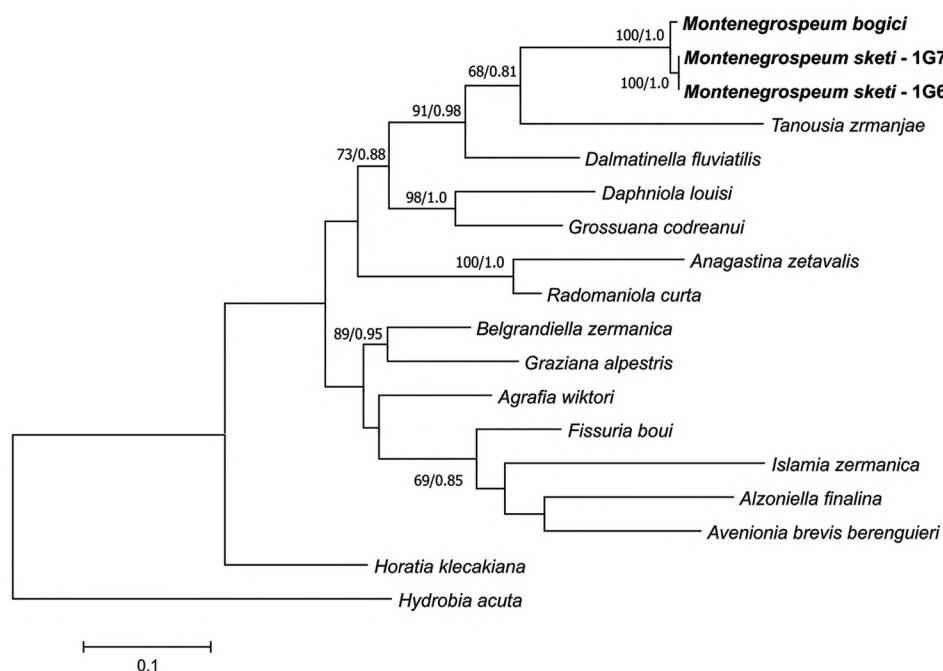 Montenegrospeum bogici
100/1.0
Montenegrospeum sketi - 1G7
68/0.81
100/1.0
Montenegrospeum sketi - 1G6
91/0.98
Tanousia zrmanjae
73/0.88
Dalmatinella fluviatilis
98/1.0
Daphniola louisi
Grossuana codreanui
100/1.0
Anagastina zetavalis
Radomaniola curta
89/0.95
Belgrandiella zermanica
Graziana alpestris
Agrafia wiktori
Fissuria boui
69/0.85
Islamia zermanica
Alzoniella finalina
Avenionia brevis berenguieri
Horatia klecakiana
Hydrobia acuta
0.1